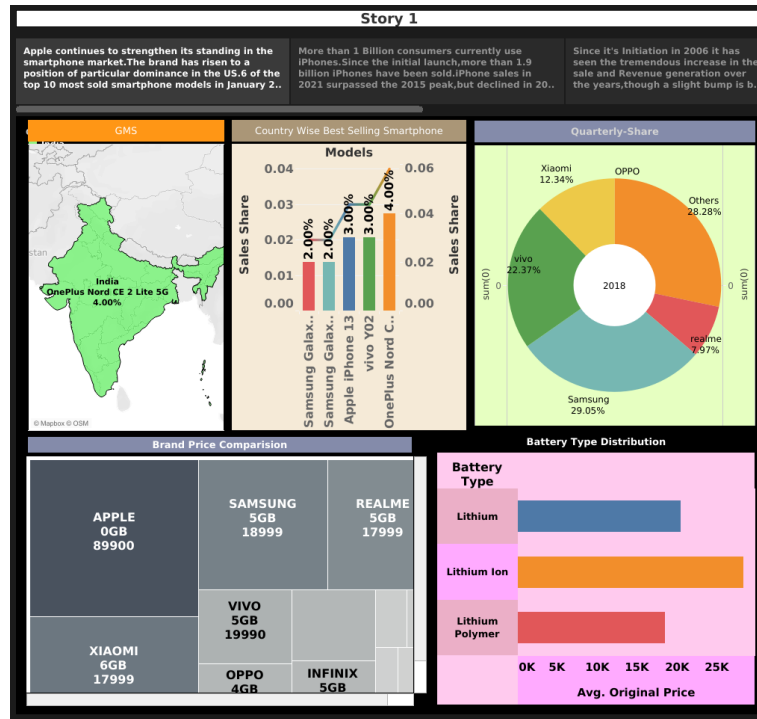 Story 1
Apple continues to strengthen its standing in the
smartphone market.The brand has risen to a
position of particular dominance in the US.6 of the
top 10 most sold smartphone models in January 2..
More than 1 Billion consumers currently use
iPhones.Since the initial launch,more than 1.9
billion iPhones have been sold.iPhone sales in
2021 surpassed the 2015 peak,but declined in 20..
Since it's Initiation in 2006 it has
seen the tremendous increase in the
sale and Revenue generation over
the years,though a slight bump is b..
GMS
India
OnePlus Nord CE 2 Lite 5G
4.00%
© Mapbox © OSM
Country Wise Best Selling Smartphone
Models
Sales Share
0.04
0.03
0.02
0.01
0.00
2.00%
2.00%
3.00%
3.00%
4.00%
0.06
0.04
0.02
0.00
Sales Share
Samsung Galax..
Samsung Galax..
Apple iPhone 13
vivo Y02
OnePlus Nord C..
Quarterly-Share
Xiaomi
12.34%
OPPO
Others
28.28%
vivo
22.37%
2018
realme
7.97%
Samsung
29.05%
sum(0)
0
0
sum(0)
Brand Price Comparision
APPLE
0GB
89900
SAMSUNG
5GB
18999
REALME
5GB
17999
XIAOMI
6GB
17999
VIVO
5GB
19990
OPPO
4GB
INFINIX
5GB
Battery Type Distribution
Battery
Type
Lithium
Lithium Ion
Lithium
Polymer
0K 5K 10K 15K 20K 25K
Avg. Original Price